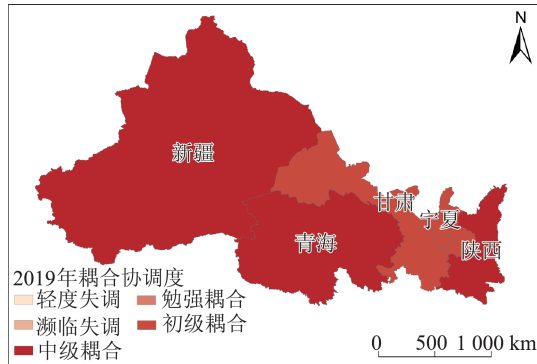 N
新疆
甘肃
宁夏
青海
陕西
2019年耦合协调度
轻度失调 勉强耦合
濒临失调 初级耦合
中级耦合
0 500 1 000 km